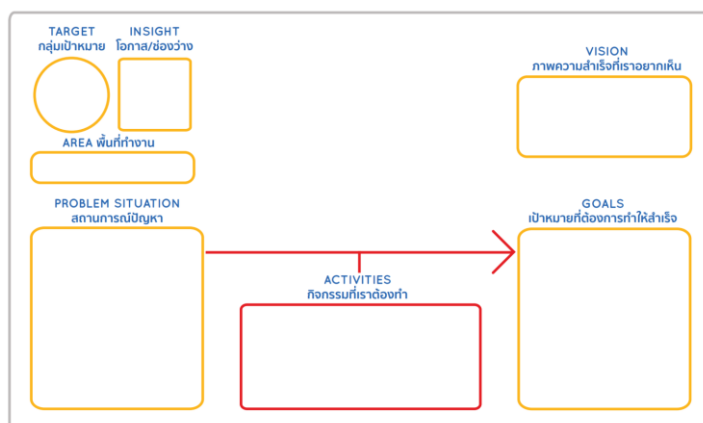 TARGET
กลุ่มเป้าหมาย
INSIGHT
โอกาส/ช่องว่าง
AREA พื้นที่ทำงาน
VISION
ภาพความสำเร็จที่เราอยากเห็น
PROBLEM SITUATION
สถานการณ์ปัญหา
GOALS
เป้าหมายที่ต้องการทำให้สำเร็จ
ACTIVITIES
กิจกรรมที่เราต้องทำ